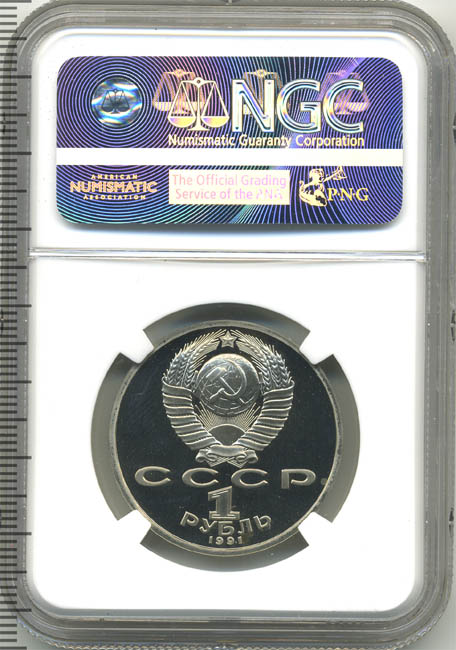 NGC
Numismatic Guaranty Corporation
AMERICAN
NUMISMATIC
ASSOCIATION
The Official Grading
Service of the PNG
PNG
СССР.
1
РУБЛЬ
1991